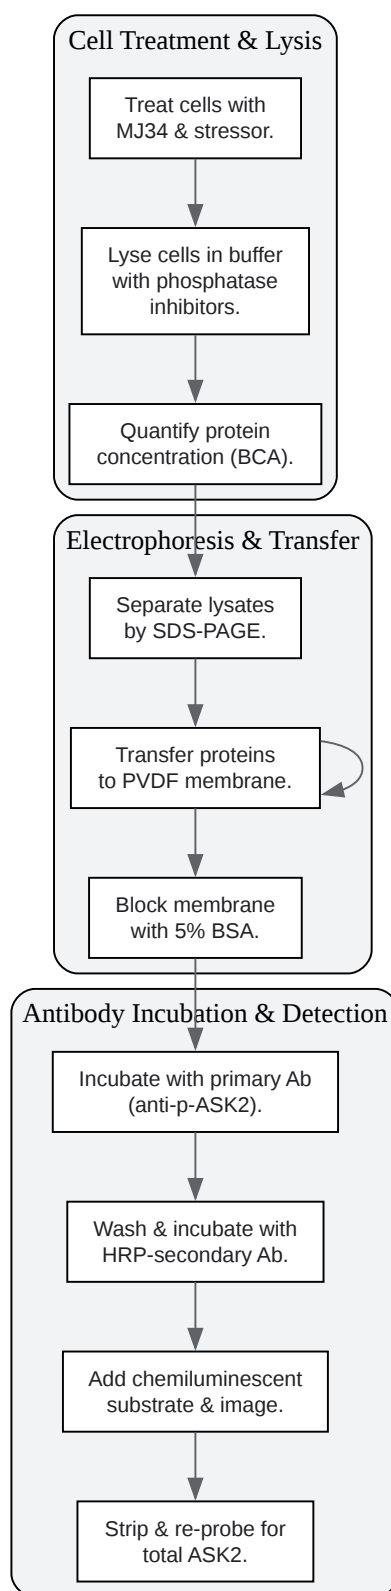 Cell Treatment & Lysis
Treat cells with
MJ34 & stressor.
Lyse cells in buffer
with phosphatase
inhibitors.
Quantify protein
concentration (BCA).
Electrophoresis & Transfer
Separate lysates
by SDS-PAGE.
Transfer proteins
to PVDF membrane.
Block membrane
with 5% BSA.
Antibody Incubation & Detection
Incubate with primary Ab
(anti-p-ASK2).
Wash & incubate with
HRP-secondary Ab.
Add chemiluminescent
substrate & image.
Strip & re-probe for
total ASK2.